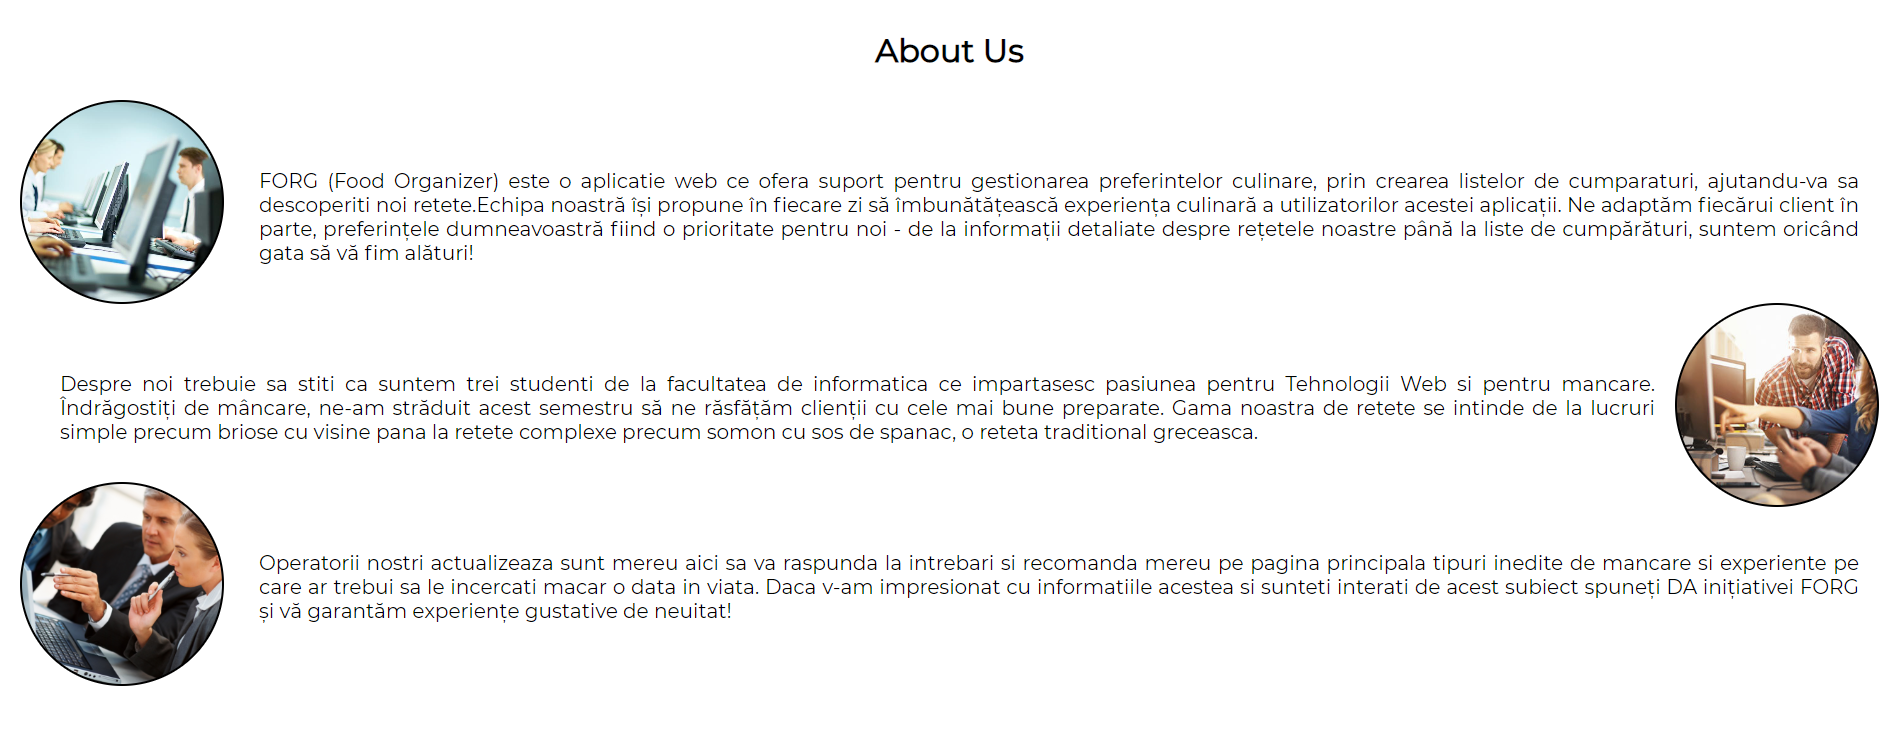 About Us
FORG (Food Organizer) este o aplicatie web ce ofera suport pentru gestionarea preferintelor culinare, prin crearea listelor de cumparaturi, ajutandu-va sa
descoperiti noi retete.Echipa noastră își propune în fiecare zi să îmbunătățească experiența culinară a utilizatorilor acestei aplicații. Ne adaptăm fiecărui client în
parte, preferințele dumneavoastră fiind o prioritate pentru noi - de la informații detaliate despre rețetele noastre până la liste de cumpărături, suntem oricând
gata să vă fim alături!
Despre noi trebuie sa stiti ca suntem trei studenti de la facultatea de informatica ce impartasesc pasiunea pentru Tehnologii Web si pentru mancare.
Îndrăgostiți de mâncare, ne-am străduit acest semestru să ne răsfățăm clienții cu cele mai bune preparate. Gama noastra de retete se intinde de la lucruri
simple precum briose cu visine pana la retete complexe precum somon cu sos de spanac, o reteta traditional greceasca.
Operatorii nostri actualizeaza sunt mereu aici sa va raspunda la intrebari si recomanda mereu pe pagina principala tipuri inedite de mancare si experiente pe
care ar trebui sa le incercati macar o data in viata. Daca v-am impresionat cu informatiile acestea si sunteti interati de acest subiect spuneți DA inițiativei FORG
și vă garantăm experiențe gustative de neuitat!